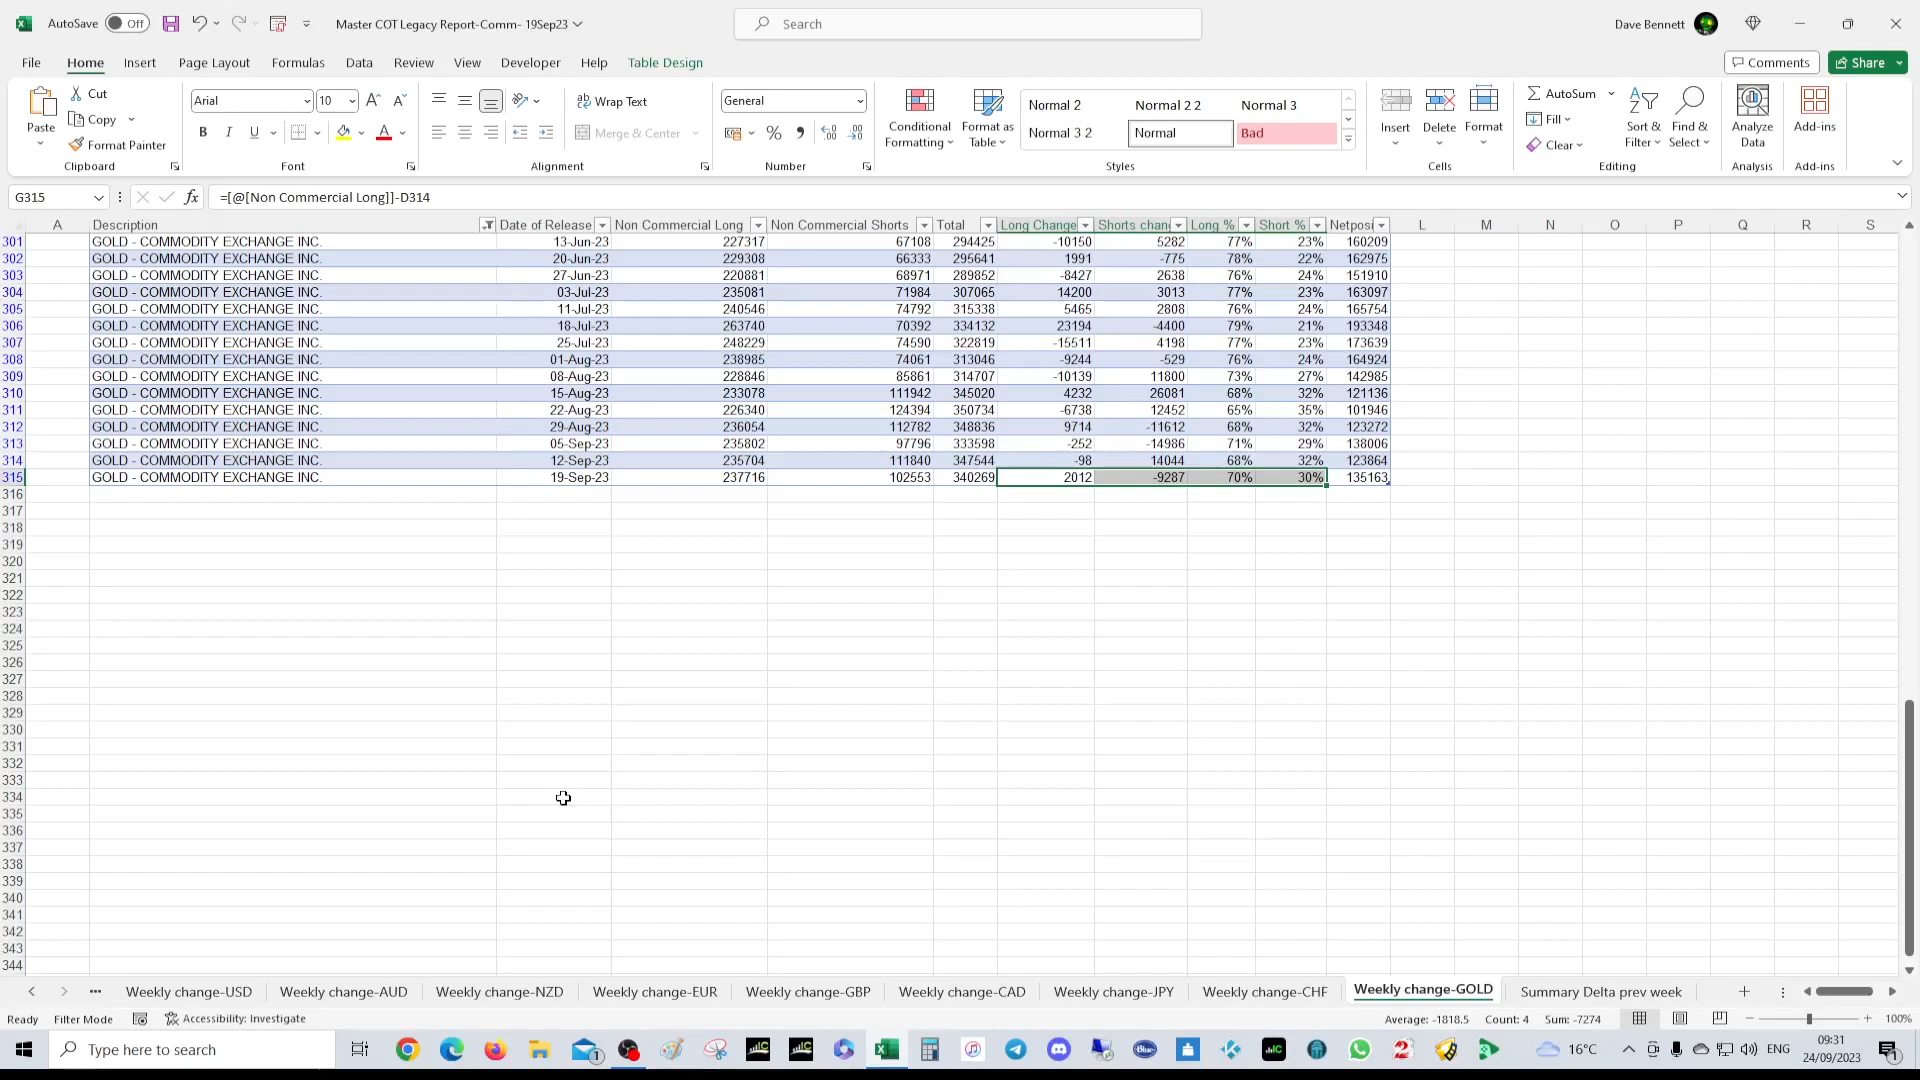 AutoSave Off Master COT Legacy Report-Comm- 19Sep23 Search Dave Bennett
File Home Insert Page Layout Formulas Data Review View Developer Help Table Design Comments Share
Paste Cut Copy Format Painter Clipboard
Arial 10 B I U Font
Wrap Text Merge & Center Alignment
General % Number
Conditional Formatting Format as Table
Normal 2 Normal 2 2 Normal 3
Normal 3 2 Normal Bad
Styles
Insert Delete Format Cells
AutoSum Fill Clear Sort & Filter Find & Select Editing
Analyze Data Analysis
Add-ins Add-ins
G315 fx =[@[Non Commercial Long]]-D314
A Description Date of Release Non Commercial Long Non Commercial Shorts Total Long Change Shorts chan Long % Short % Netposi L M N O P Q R S
301 GOLD - COMMODITY EXCHANGE INC. 13-Jun-23 227317 67108 294425 -10150 5282 77% 23% 160209
302 GOLD - COMMODITY EXCHANGE INC. 20-Jun-23 229308 66333 295641 1991 -775 78% 22% 162975
303 GOLD - COMMODITY EXCHANGE INC. 27-Jun-23 220881 68971 289852 -8427 2638 76% 24% 151910
304 GOLD - COMMODITY EXCHANGE INC. 03-Jul-23 235081 71984 307065 14200 3013 77% 23% 163097
305 GOLD - COMMODITY EXCHANGE INC. 11-Jul-23 240546 74792 315338 5465 2808 76% 24% 165754
306 GOLD - COMMODITY EXCHANGE INC. 18-Jul-23 263740 70392 334132 23194 -4400 79% 21% 193348
307 GOLD - COMMODITY EXCHANGE INC. 25-Jul-23 248229 74590 322819 -15511 4198 77% 23% 173639
308 GOLD - COMMODITY EXCHANGE INC. 01-Aug-23 238985 74061 313046 -9244 -529 76% 24% 164924
309 GOLD - COMMODITY EXCHANGE INC. 08-Aug-23 228846 85861 314707 -10139 11800 73% 27% 142985
310 GOLD - COMMODITY EXCHANGE INC. 15-Aug-23 233078 111942 345020 4232 26081 68% 32% 121136
311 GOLD - COMMODITY EXCHANGE INC. 22-Aug-23 226340 124394 350734 -6738 12452 65% 35% 101946
312 GOLD - COMMODITY EXCHANGE INC. 29-Aug-23 236054 112782 348836 9714 -11612 68% 32% 123272
313 GOLD - COMMODITY EXCHANGE INC. 05-Sep-23 235802 97796 333598 -252 -14986 71% 29% 138006
314 GOLD - COMMODITY EXCHANGE INC. 12-Sep-23 235704 111840 347544 -98 14044 68% 32% 123864
315 GOLD - COMMODITY EXCHANGE INC. 19-Sep-23 237716 102553 340269 2012 -9287 70% 30% 135163
316
317
318
319
320
321
322
323
324
325
326
327
328
329
330
331
332
333
334
335
336
337
338
339
340
341
342
343
344
Weekly change-USD Weekly change-AUD Weekly change-NZD Weekly change-EUR Weekly change-GBP Weekly change-CAD Weekly change-JPY Weekly change-CHF Weekly change-GOLD Summary Delta prev week
Ready Filter Mode Accessibility: Investigate Average: -1818.5 Count: 4 Sum: -7274 100%
Type here to search 16°C ENG 09:31
24/09/2023